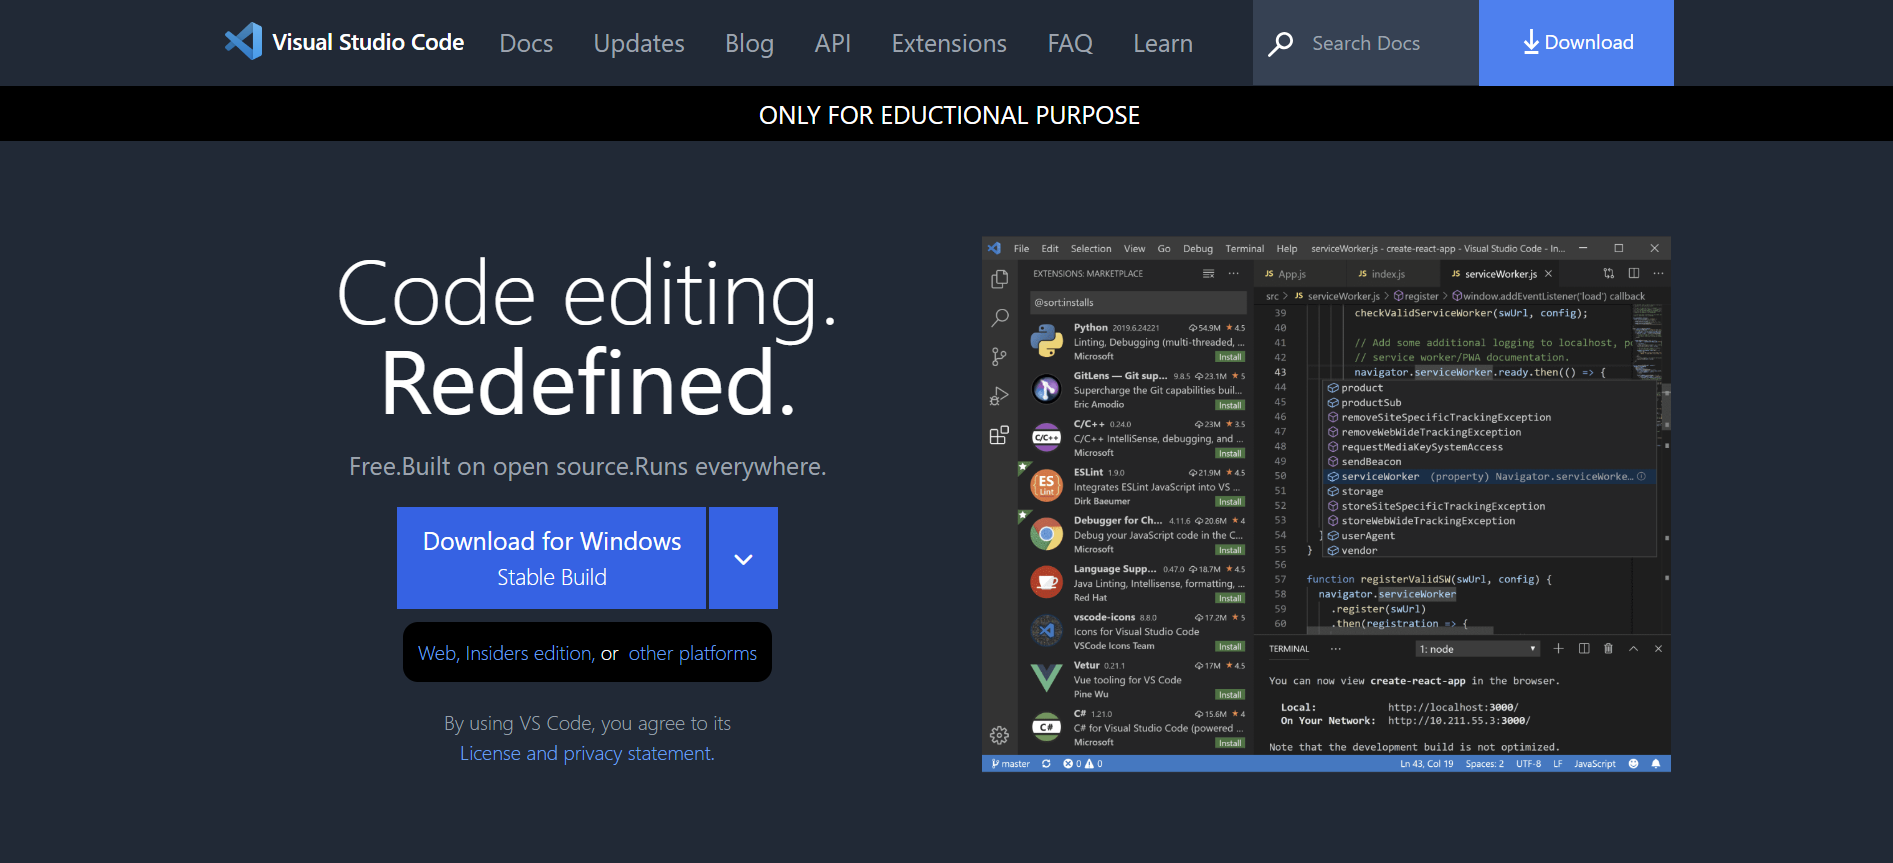 Visual Studio Code Docs Updates Blog API Extensions FAQ Learn Search Docs Download
ONLY FOR EDUCTIONAL PURPOSE
Code editing.
Redefined.
Free.Built on open source.Runs everywhere.
Download for Windows
Stable Build
Web, Insiders edition, or other platforms
By using VS Code, you agree to its
License and privacy statement.
File Edit Selection View Go Debug Terminal Help serviceWorker.js - create-react-app - Visual Studio Code - In...
EXTENSIONS: MARKETPLACE
@sort:installs
Python 2019.6.24221 54.9M 4.5
Linting, Debugging (multi-threaded, ...
Microsoft Install
GitLens — Git sup... 9.8.5 23.1M 5
Supercharge the Git capabilities buil...
Eric Amodio Install
C/C++ 0.24.0 23M 3.5
C/C++ IntelliSense, debugging, and ...
Microsoft Install
ESLint 1.9.0 21.9M 4.5
Integrates ESLint JavaScript into VS ...
Dirk Baeumer Install
Debugger for Ch... 4.11.6 20.6M 4
Debug your JavaScript code in the C...
Microsoft Install
Language Supp... 0.47.0 18.7M 4.5
Java Linting, Intellisense, formatting, ...
Red Hat Install
vscode-icons 8.8.0 17.2M 5
Icons for Visual Studio Code
VSCode Icons Team Install
Vetur 0.21.1 17M 4.5
Vue tooling for VS Code
Pine Wu Install
C# 1.21.0 15.6M 4
C# for Visual Studio Code (powered ...
Microsoft Install
JS App.js JS index.js JS serviceWorker.js
src > JS serviceWorker.js > register > window.addEventListener('load') callback
39 checkValidServiceWorker(swUrl, config);
40
41 // Add some additional logging to localhost, po
42 // service worker/PWA documentation.
43 navigator.serviceWorker.ready.then(() => {
44 product
45 productSub
46 removeSiteSpecificTrackingException
47 removeWebWideTrackingException
48 requestMediaKeySystemAccess
49 sendBeacon
50 serviceWorker (property) Navigator.serviceWorke...
51 storage
52 storeSiteSpecificTrackingException
53 storeWebWideTrackingException
54 } userAgent
55 } vendor
56
57 function registerValidSW(swUrl, config) {
58 navigator.serviceWorker
59 .register(swUrl)
60 .then(registration => {
TERMINAL ... 1: node
You can now view create-react-app in the browser.
Local: http://localhost:3000/
On Your Network: http://10.211.55.3:3000/
Note that the development build is not optimized.
master 0 0 Ln 43, Col 19 Spaces: 2 UTF-8 LF JavaScript